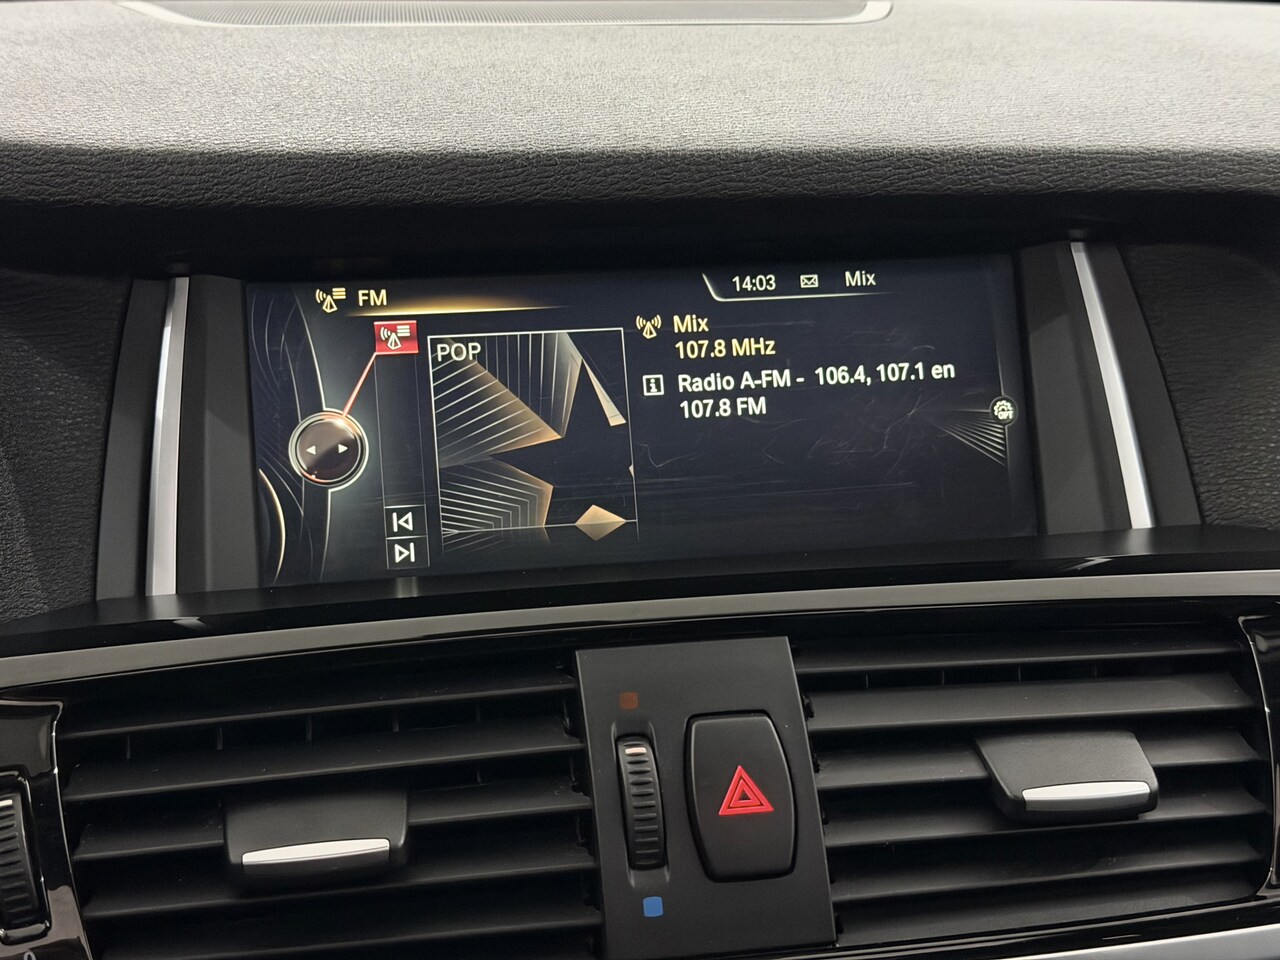 FM
14:03 Mix
POP
Mix
107.8 MHz
Radio A-FM - 106.4, 107.1 en
107.8 FM
OPT